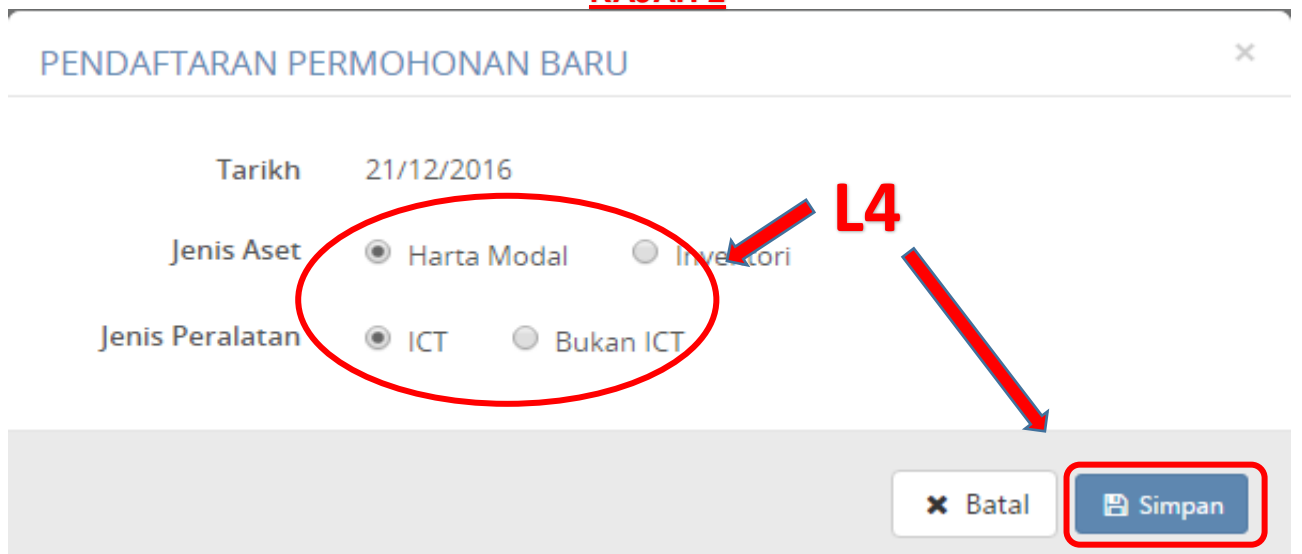 PENDAFTARAN PERMOHONAN BARU ×
Tarikh 21/12/2016
L4
Jenis Aset Harta Modal Inventori
Jenis Peralatan ICT Bukan ICT
Batal Simpan